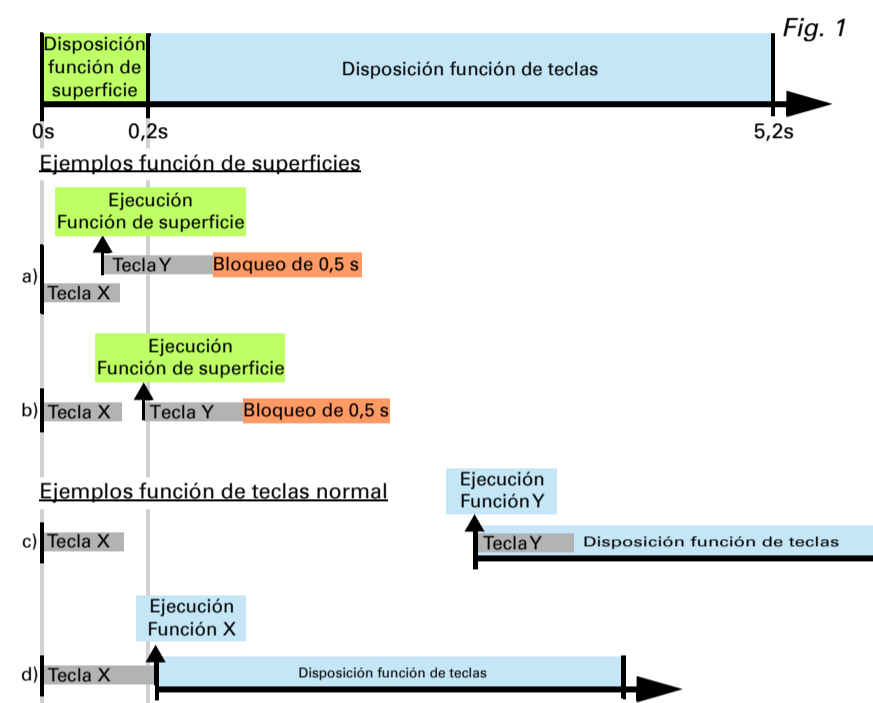 Fig. 1
Disposición
función de
superficie
Disposición función de teclas
0s
0,2s
5,2s
Ejemplos función de superficies
Ejecución
Función de superficie
a)
Tecla Y
Bloqueo de 0,5 s
Tecla X
Ejecución
Función de superficie
b)
Tecla X
Tecla Y
Bloqueo de 0,5 s
Ejemplos función de teclas normal
Ejecución
Función Y
c)
Tecla X
Tecla Y
Disposición función de teclas
Ejecución
Función X
d)
Tecla X
Disposición función de teclas